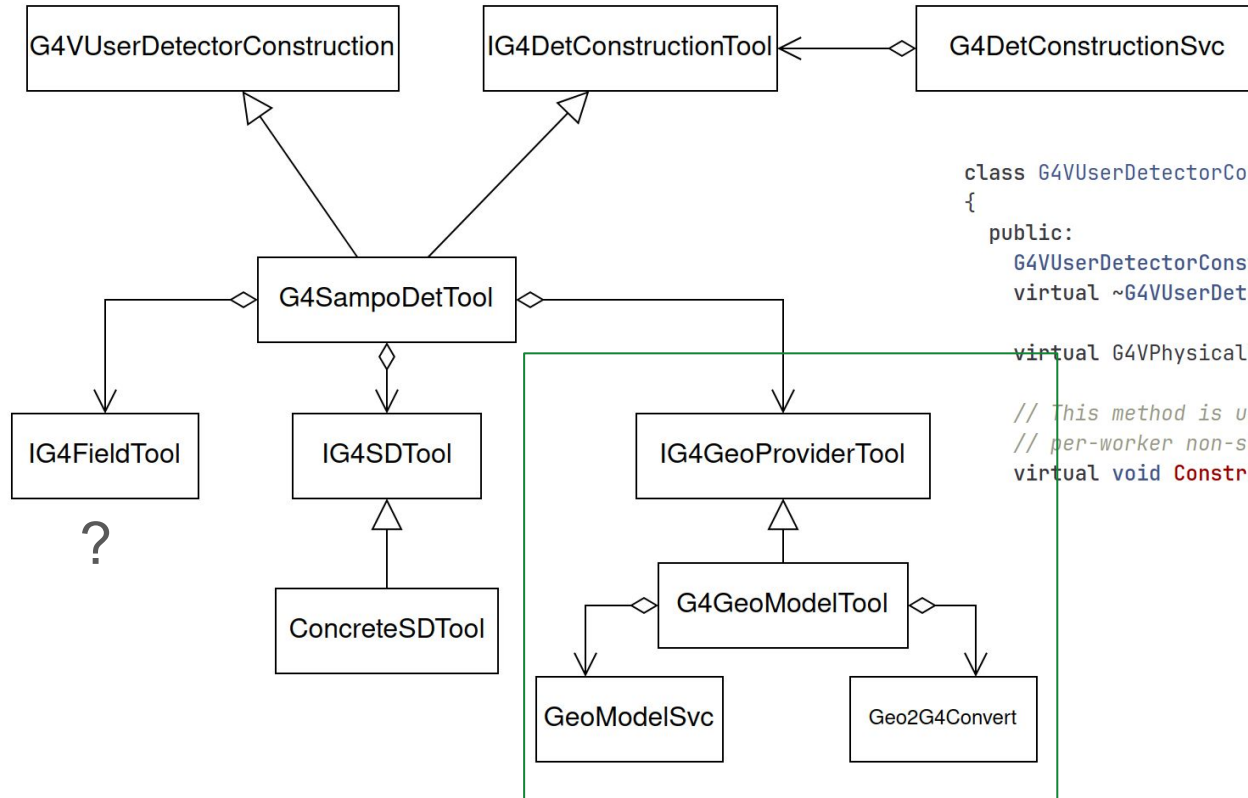 G4VUserDetectorConstruction
IG4DetConstructionTool
G4DetConstructionSvc
class G4VUserDetectorCo
{
public:
G4VUserDetectorCons
virtual ~G4VUserDet
virtual G4VPhysical
// This method is u
// per-worker non-s
virtual void Constr
G4SampoDetTool
IG4FieldTool
IG4SDTool
IG4GeoProviderTool
?
G4GeoModelTool
ConcreteSDTool
GeoModelSvc
Geo2G4Convert